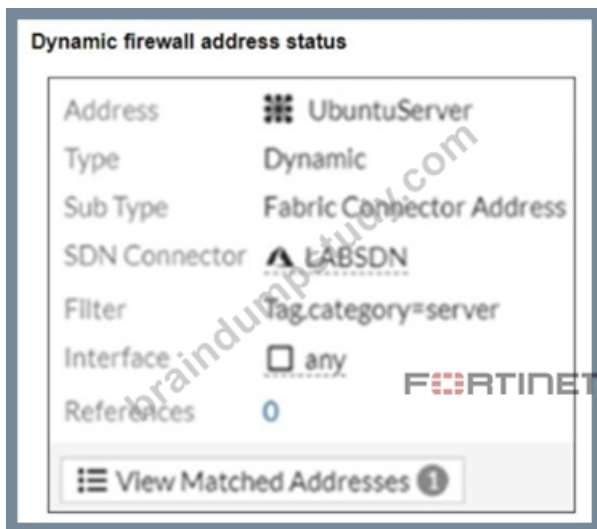 Dynamic firewall address status
Address UbuntuServer
Type Dynamic
Sub Type Fabric Connector Address
SDN Connector LABSDN
Filter Tag.category=server
Interface any
References 0
View Matched Addresses 1
FORTINET
braindumpstudy.com